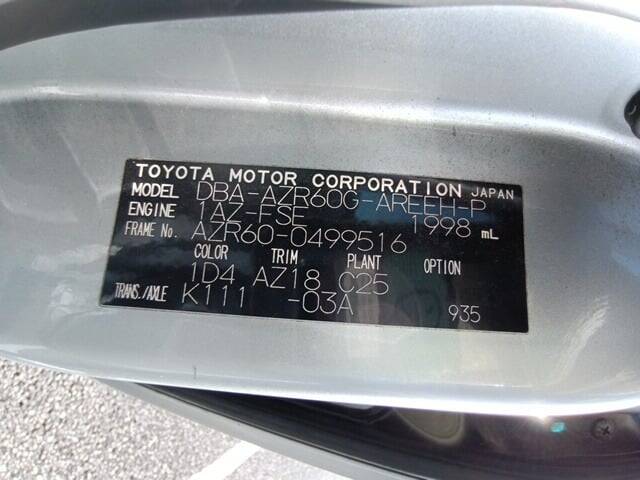 TOYOTA MOTOR CORPORATION JAPAN
MODEL DBA-AZR60G-AREEH-P
ENGINE 1AZ-FSE 1998 mL
FRAME No. AZR60-0499516
COLOR TRIM PLANT OPTION
1D4 AZ18 C25
TRANS./AXLE K111 -03A 935